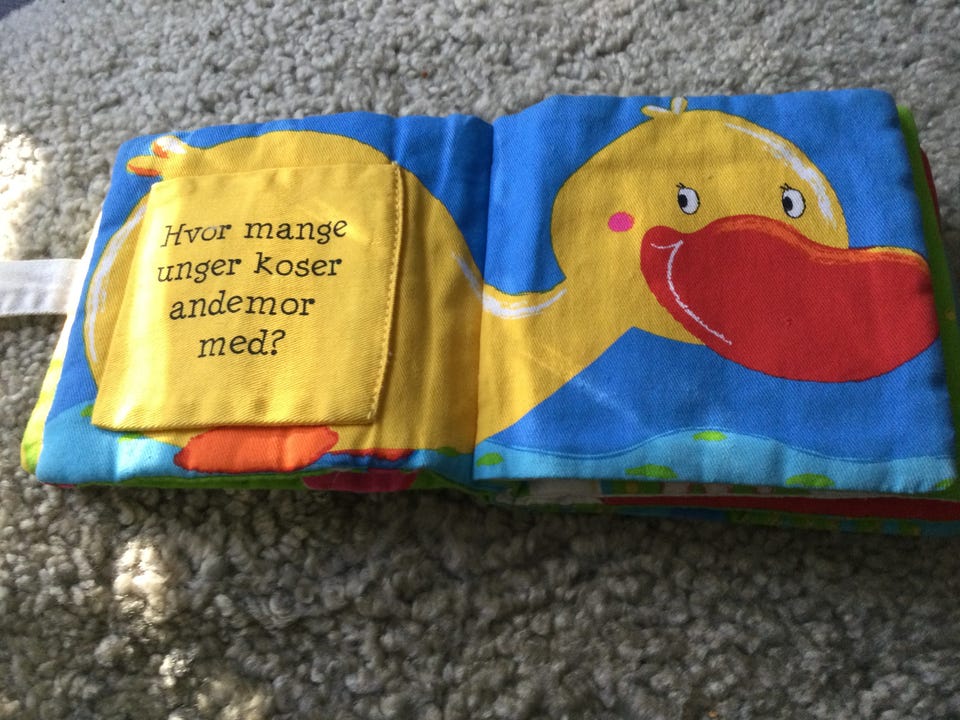 Hvor mange
unger koser
andemor
med?